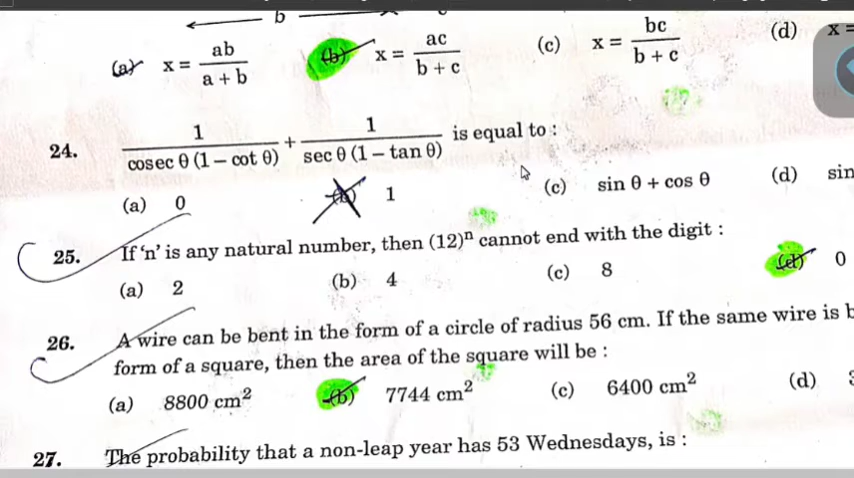 b
(a) x = ab / (a + b) (b) x = ac / (b + c) (c) x = bc / (b + c) (d) x =
24. 1 / (cosec θ (1 – cot θ)) + 1 / (sec θ (1 – tan θ)) is equal to :
(a) 0 (b) 1 (c) sin θ + cos θ (d) sin
25. If 'n' is any natural number, then (12)ⁿ cannot end with the digit :
(a) 2 (b) 4 (c) 8 (d) 0
26. A wire can be bent in the form of a circle of radius 56 cm. If the same wire is b
form of a square, then the area of the square will be :
(a) 8800 cm² (b) 7744 cm² (c) 6400 cm² (d)
27. The probability that a non-leap year has 53 Wednesdays, is :